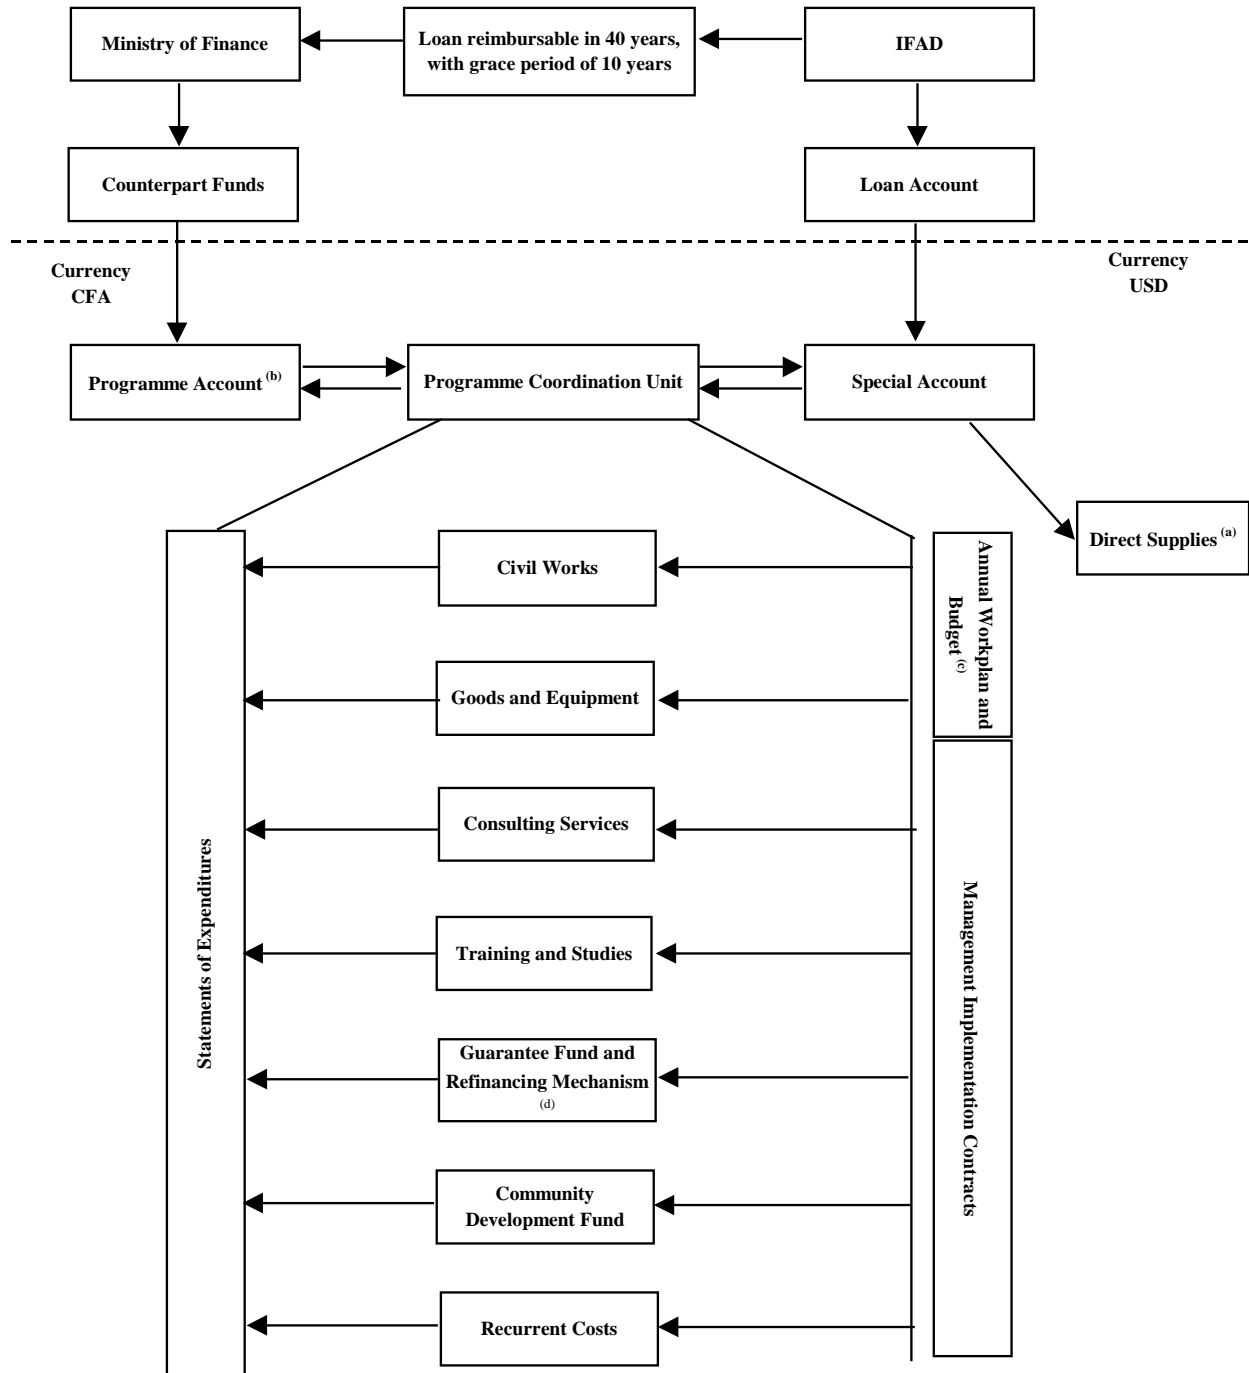 Ministry of Finance
Loan reimbursable in 40 years,
with grace period of 10 years
IFAD
Counterpart Funds
Loan Account
Currency
CFA
Currency
USD
Programme Account (b)
Programme Coordination Unit
Special Account
Direct Supplies (a)
Annual Workplan and
Budget (c)
Civil Works
Goods and Equipment
Consulting Services
Statements of Expenditures
Management Implementation Contracts
Training and Studies
Guarantee Fund and
Refinancing Mechanism
(d)
Community
Development Fund
Recurrent Costs